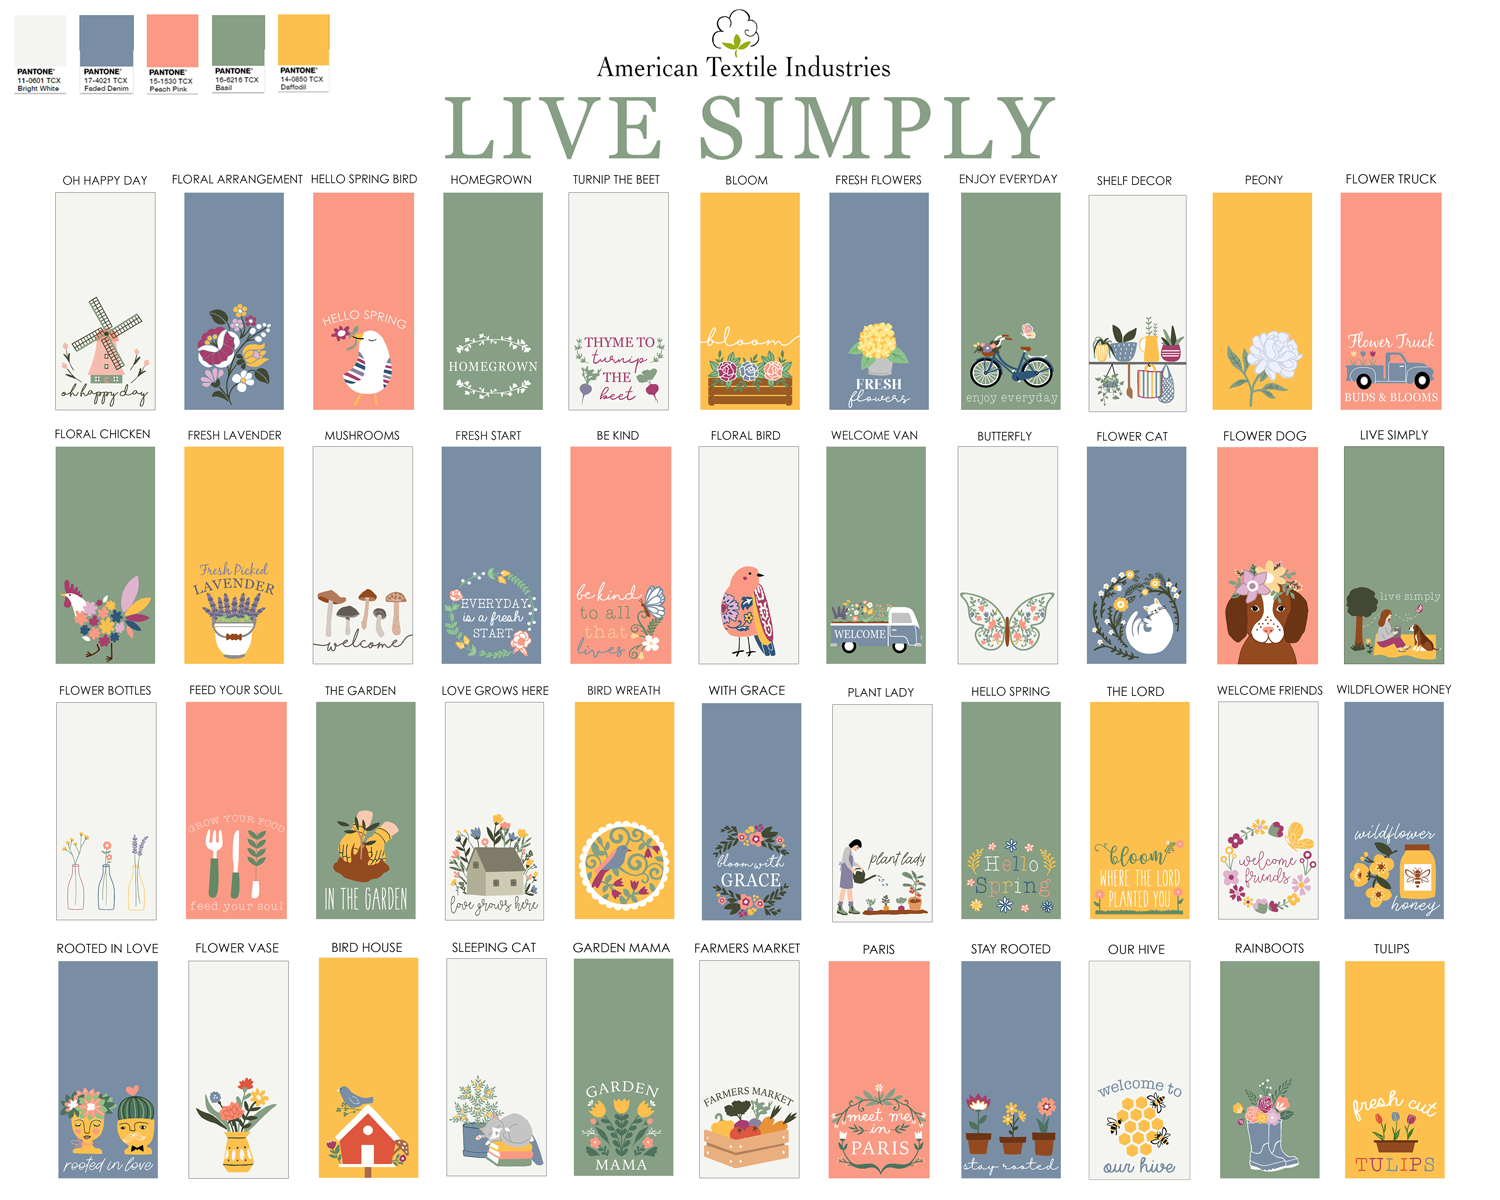 PANTONE®
11-0601 TCX
Bright White
PANTONE®
17-4021 TCX
Faded Denim
PANTONE®
15-1530 TCX
Peach Pink
PANTONE®
16-6216 TCX
Basil
PANTONE®
14-0850 TCX
Daffodil
American Textile Industries
LIVE SIMPLY
OH HAPPY DAY
FLORAL ARRANGEMENT
HELLO SPRING BIRD
HOMEGROWN
TURNIP THE BEET
BLOOM
FRESH FLOWERS
ENJOY EVERYDAY
SHELF DECOR
PEONY
FLOWER TRUCK
oh happy day
HELLO SPRING
HOMEGROWN
THYME TO
turnip
THE
beet
bloom
FRESH
flowers
enjoy everyday
Flower Truck
BUDS & BLOOMS
FLORAL CHICKEN
FRESH LAVENDER
MUSHROOMS
FRESH START
BE KIND
FLORAL BIRD
WELCOME VAN
BUTTERFLY
FLOWER CAT
FLOWER DOG
LIVE SIMPLY
Fresh Picked
LAVENDER
welcome
EVERYDAY
is a fresh
START
be kind
to all
that
lives
WELCOME
live simply
FLOWER BOTTLES
FEED YOUR SOUL
THE GARDEN
LOVE GROWS HERE
BIRD WREATH
WITH GRACE
PLANT LADY
HELLO SPRING
THE LORD
WELCOME FRIENDS
WILDFLOWER HONEY
GROW YOUR FOOD
feed your soul
IN THE GARDEN
love grows here
bloom with
GRACE
plant lady
Hello
Spring
bloom
WHERE THE LORD
PLANTED YOU
welcome
friends
wildflower
honey
ROOTED IN LOVE
FLOWER VASE
BIRD HOUSE
SLEEPING CAT
GARDEN MAMA
FARMERS MARKET
PARIS
STAY ROOTED
OUR HIVE
RAINBOOTS
TULIPS
rooted in love
GARDEN
MAMA
FARMERS MARKET
meet me
in
PARIS
stay rooted
welcome to
our hive
fresh cut
TULIPS